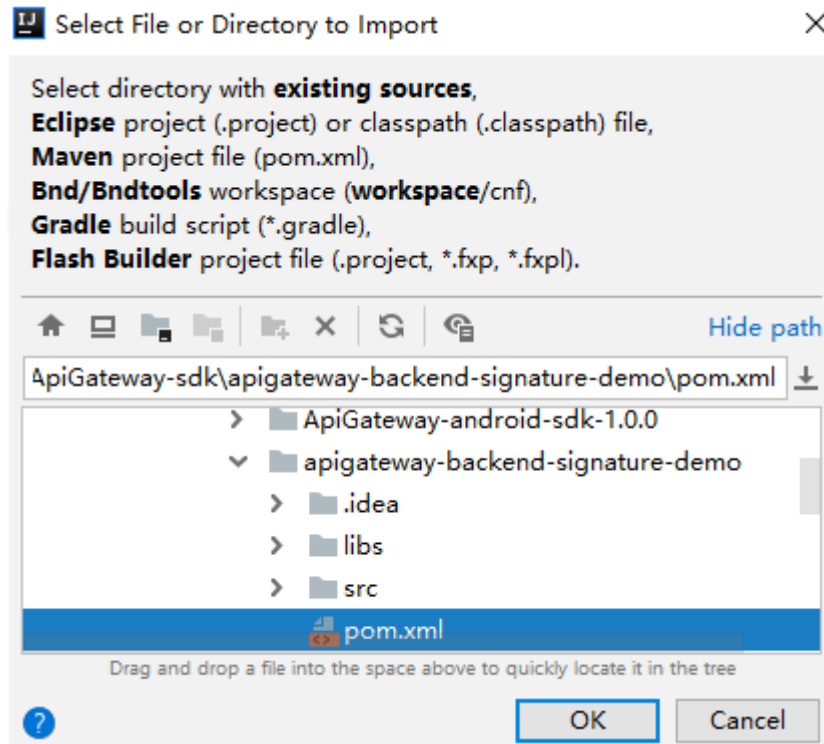 Select File or Directory to Import
Select directory with existing sources,
Eclipse project (.project) or classpath (.classpath) file,
Maven project file (pom.xml),
Bnd/Bndtools workspace (workspace/cnf),
Gradle build script (*.gradle),
Flash Builder project file (.project, *.fxp, *.fxpl).
Hide path
ApiGateway-sdk\apigateway-backend-signature-demo\pom.xml
ApiGateway-android-sdk-1.0.0
apigateway-backend-signature-demo
.idea
libs
src
pom.xml
Drag and drop a file into the space above to quickly locate it in the tree
OK Cancel